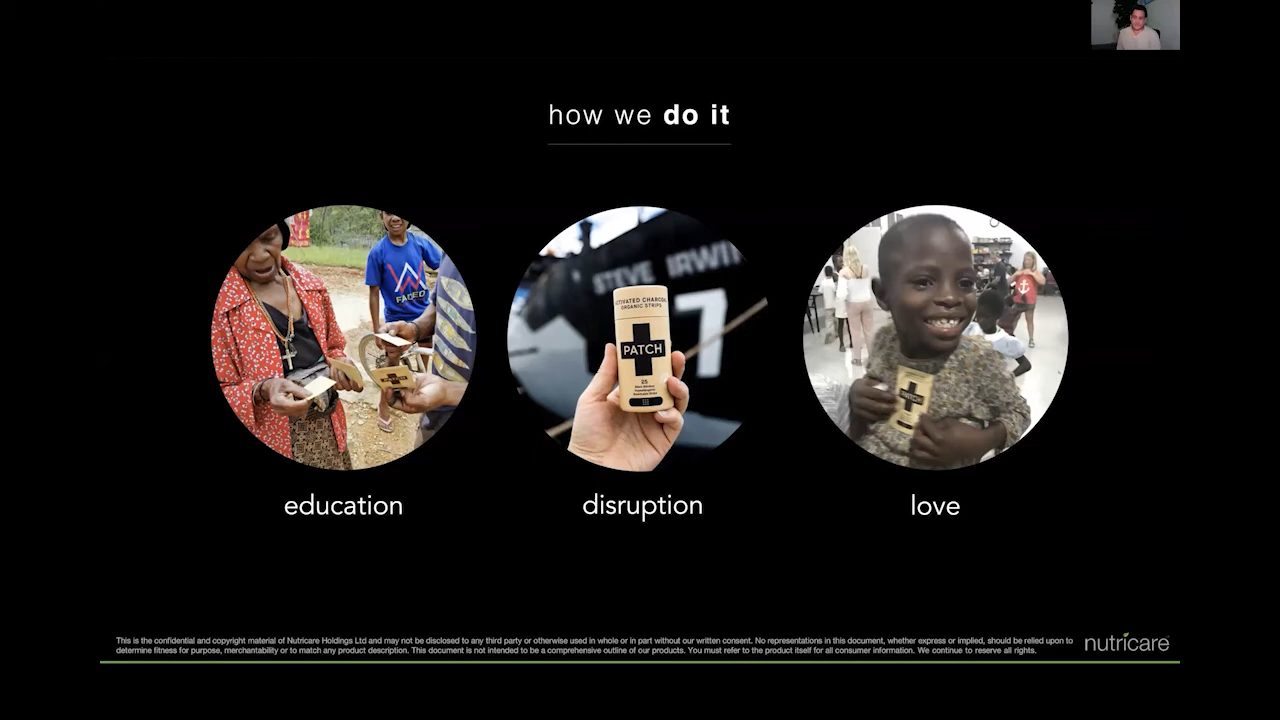 how we do it
FADED
STEVE IRWIN
7
ACTIVATED CHARCOAL
ORGANIC STRIPS
PATCH
25
PATCH
education
disruption
love
This is the confidential and copyright material of Nutricare Holdings Ltd and may not be disclosed to any third party or otherwise used in whole or in part without our written consent. No representations in this document, whether express or implied, should be relied upon to
determine fitness for purpose, merchantability or to match any product description. This document is not intended to be a comprehensive outline of our products. You must refer to the product itself for all consumer information. We continue to reserve all rights.
nutricare